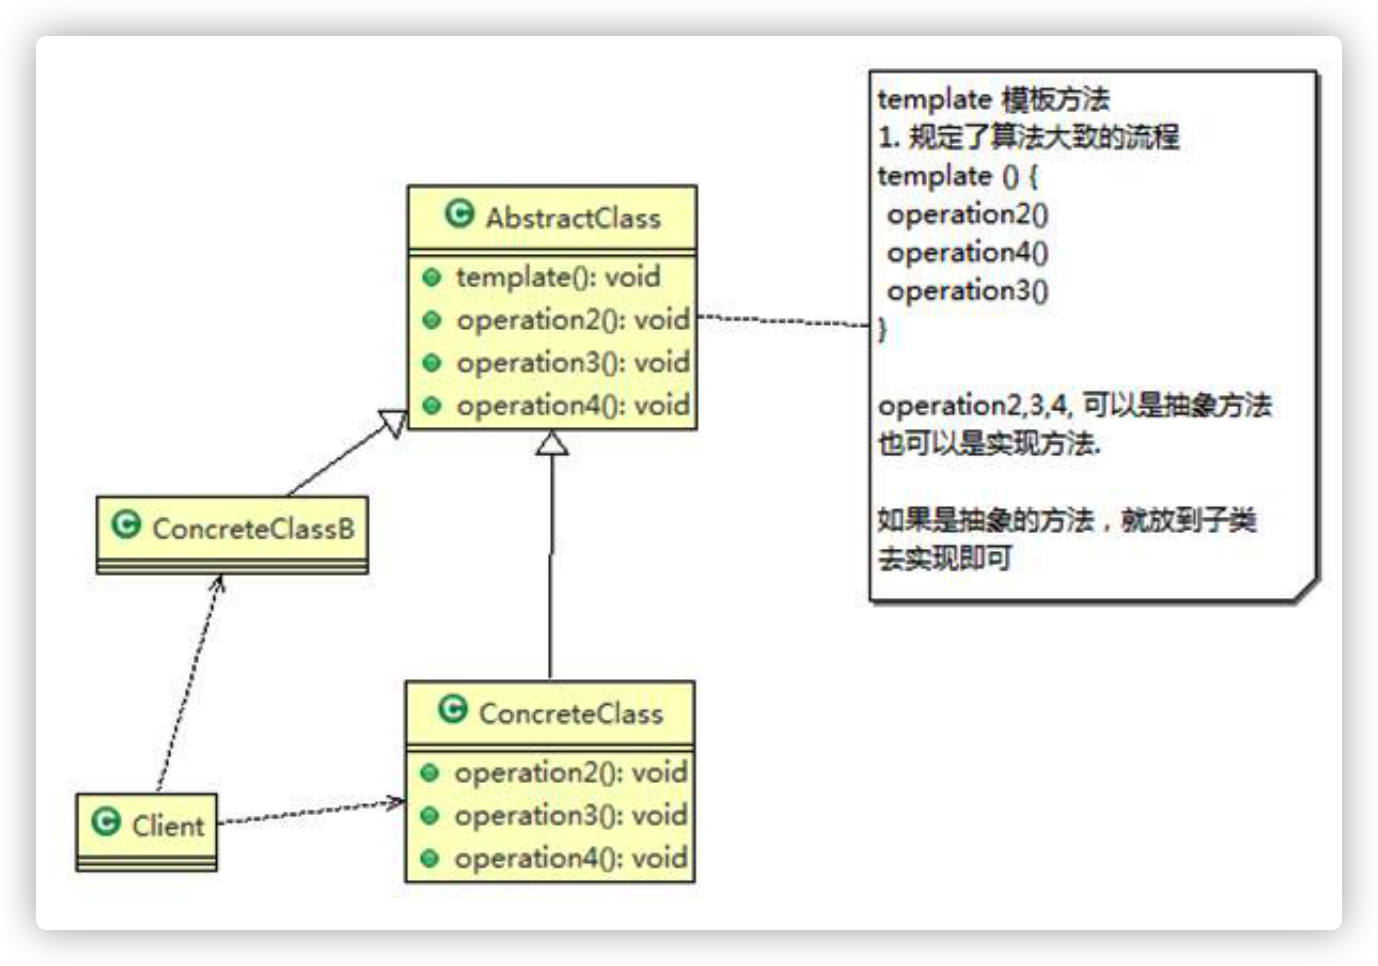 template 模板方法
1. 规定了算法大致的流程
template () {
operation2()
operation4()
operation3()
}
operation2,3,4, 可以是抽象方法
也可以是实现方法.
如果是抽象的方法，就放到子类
去实现即可
C AbstractClass
template(): void
operation2(): void
operation3(): void
operation4(): void
C ConcreteClassB
C ConcreteClass
operation2(): void
operation3(): void
operation4(): void
C Client